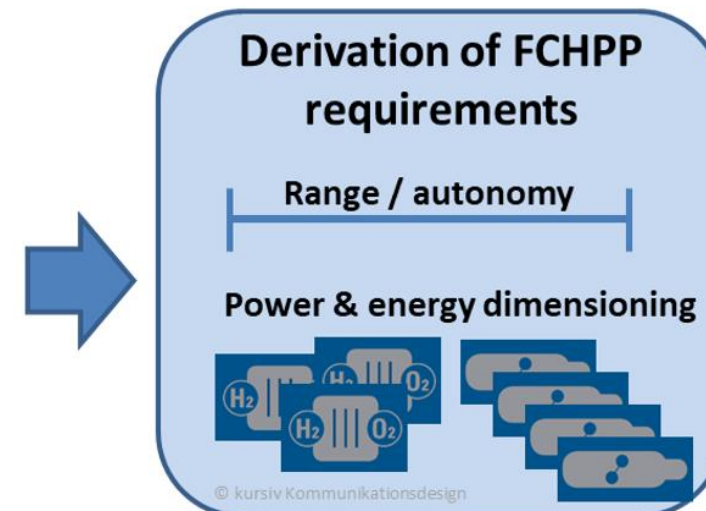 Derivation of FCHPP
requirements
Range / autonomy
Power & energy dimensioning
H₂
H₂ O₂
H₂ O₂
© kursiv Kommunikationsdesign